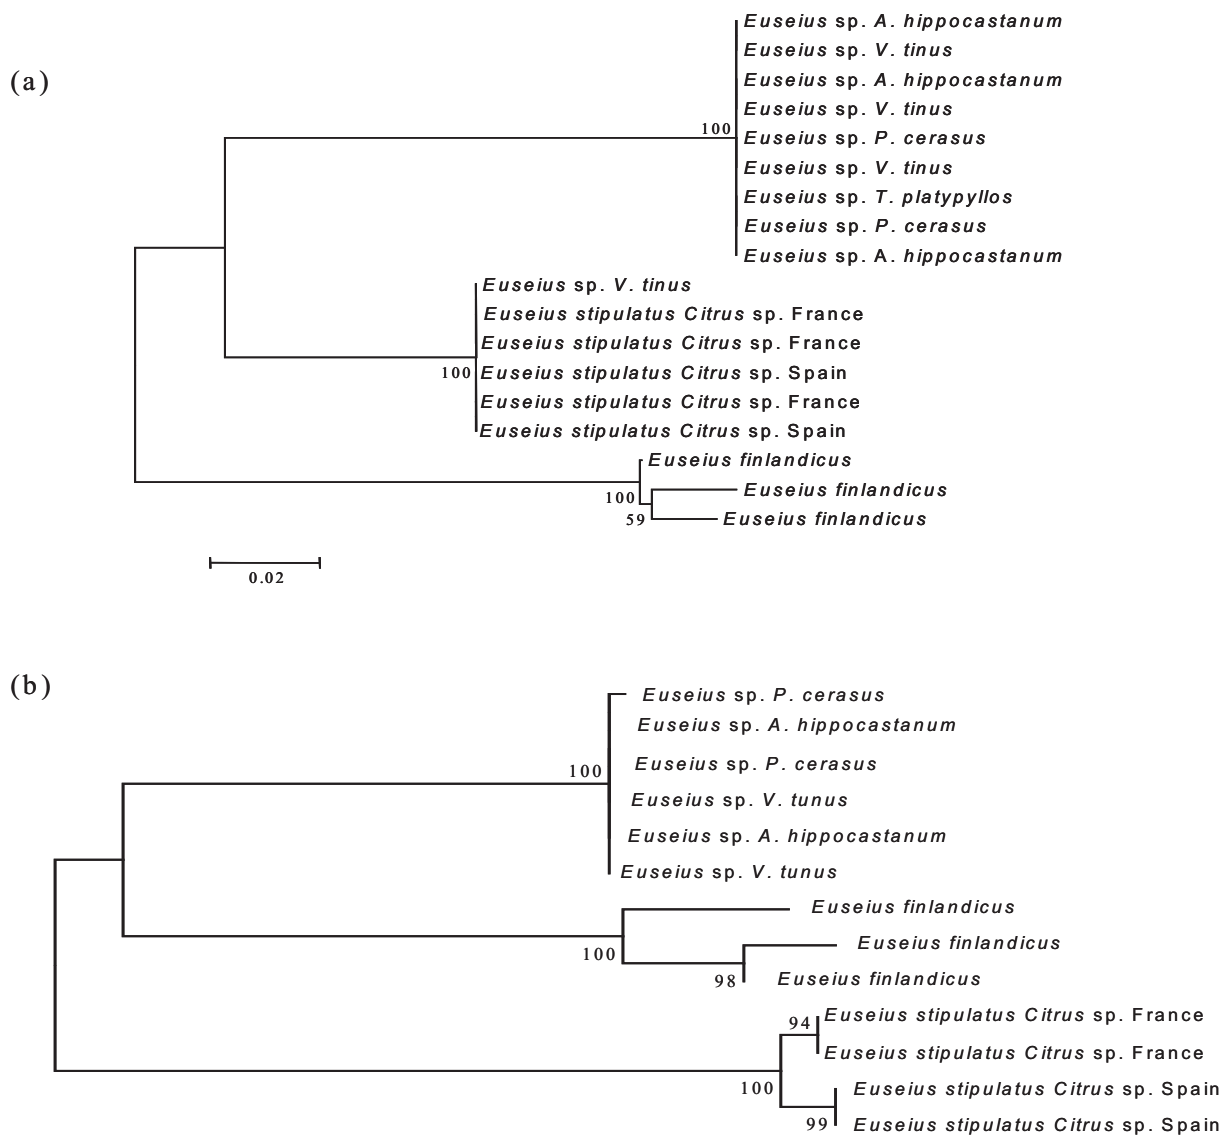 Euseius sp. A. hippocastanum
Euseius sp. V. tinus
(a)
Euseius sp. A. hippocastanum
Euseius sp. V. tinus
100
Euseius sp. P. cerasus
Euseius sp. V. tinus
Euseius sp. T. platypyllos
Euseius sp. P. cerasus
Euseius sp. A. hippocastanum
Euseius sp. V. tinus
Euseius stipulatus Citrus sp. France
Euseius stipulatus Citrus sp. France
100
Euseius stipulatus Citrus sp. Spain
Euseius stipulatus Citrus sp. France
Euseius stipulatus Citrus sp. Spain
Euseius finlandicus
100
Euseius finlandicus
59
Euseius finlandicus
0.02
(b)
Euseius sp. P. cerasus
Euseius sp. A. hippocastanum
100
Euseius sp. P. cerasus
Euseius sp. V. tunus
Euseius sp. A. hippocastanum
Euseius sp. V. tunus
Euseius finlandicus
100
Euseius finlandicus
98
Euseius finlandicus
94
Euseius stipulatus Citrus sp. France
Euseius stipulatus Citrus sp. France
100
Euseius stipulatus Citrus sp. Spain
99
Euseius stipulatus Citrus sp. Spain